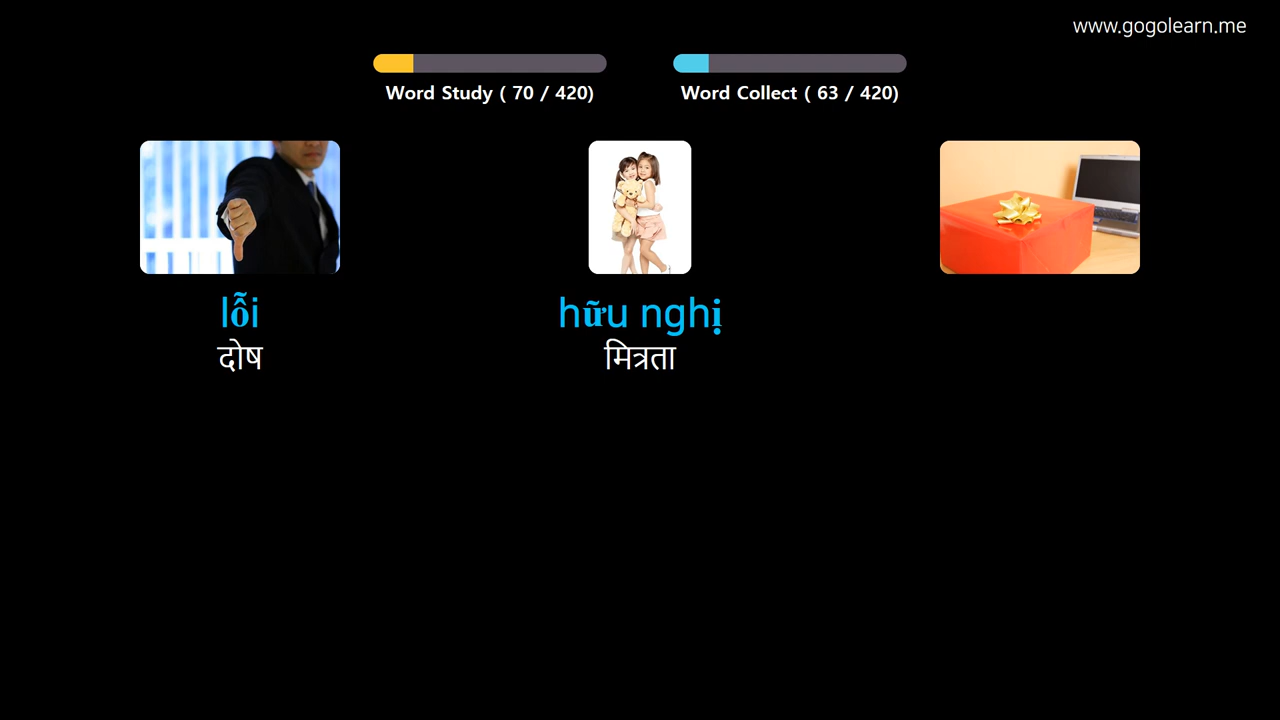 www.gogolearn.me
Word Study ( 70 / 420)
Word Collect ( 63 / 420)
lỗi
दोष
hữu nghị
मित्रता